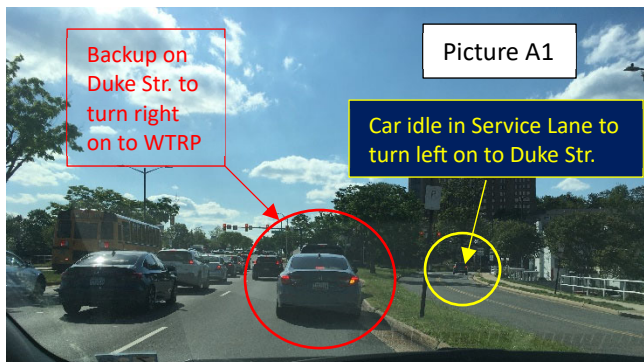 Backup on
Duke Str. to
turn right
on to WTRP
Picture A1
Car idle in Service Lane to
turn left on to Duke Str.